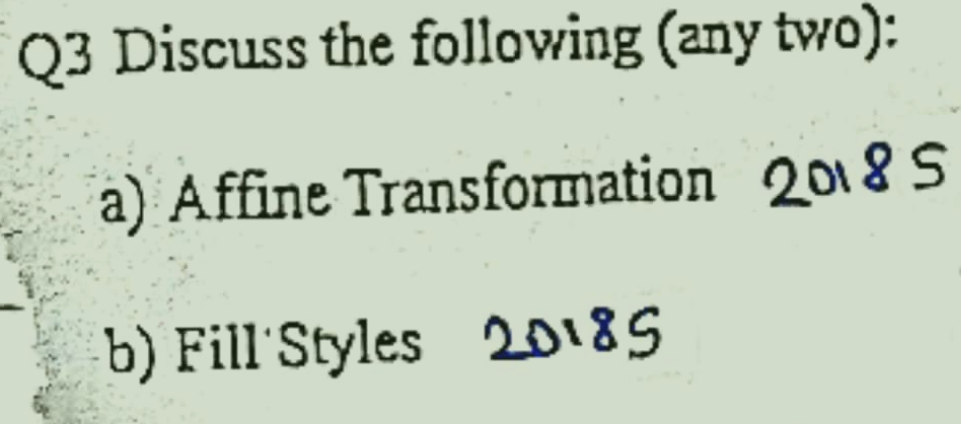 Q3 Discuss the following (any two):
a) Affine Transformation 2018 S
b) Fill Styles 2018S